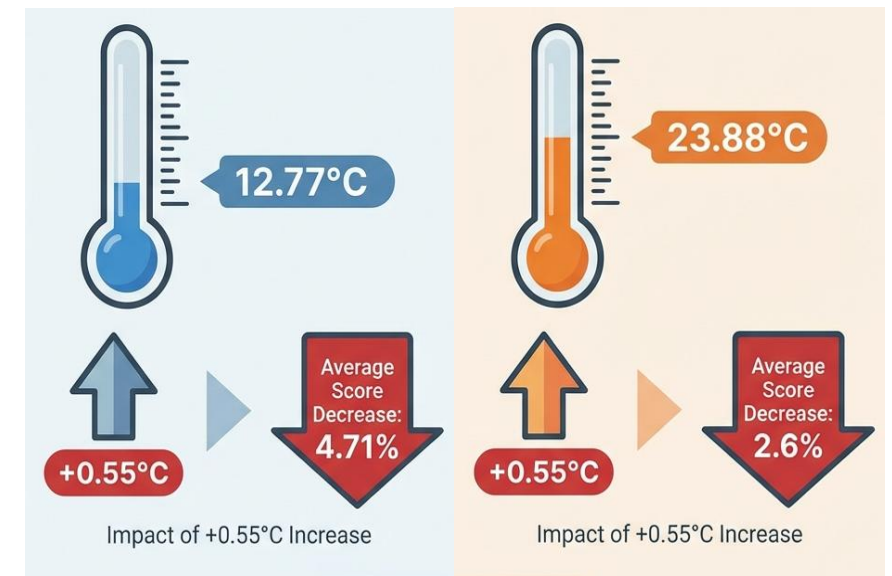 12.77°C
Average
Score
Decrease:
4.71%
+0.55°C
Impact of +0.55°C Increase
23.88°C
Average
Score
Decrease:
2.6%
+0.55°C
Impact of +0.55°C Increase